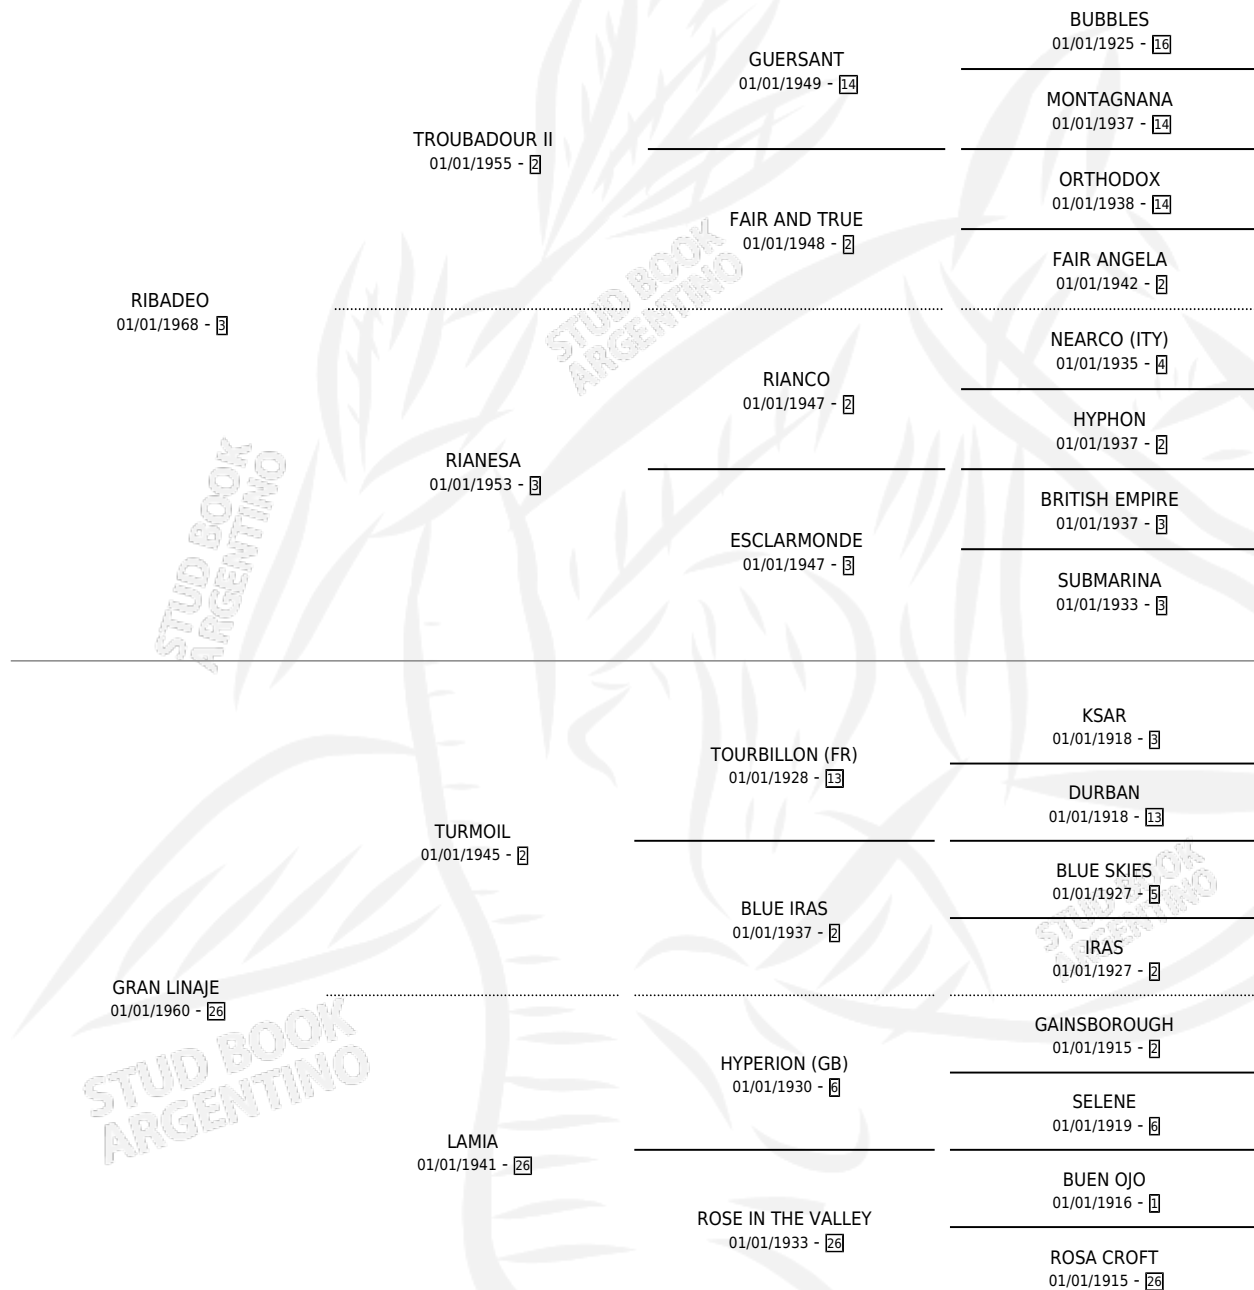 BUBBLES
01/01/1925 - 16
GUERSANT
01/01/1949 - 14
MONTAGNANA
01/01/1937 - 14
TROUBADOUR II
01/01/1955 - 2
ORTHODOX
01/01/1938 - 14
FAIR AND TRUE
01/01/1948 - 2
FAIR ANGELA
01/01/1942 - 2
RIBADEO
01/01/1968 - 3
NEARCO (ITY)
01/01/1935 - 4
RIANCO
01/01/1947 - 2
HYPHON
01/01/1937 - 2
RIANESA
01/01/1953 - 3
BRITISH EMPIRE
01/01/1937 - 3
ESCLARMONDE
01/01/1947 - 3
SUBMARINA
01/01/1933 - 3
KSAR
01/01/1918 - 3
TOURBILLON (FR)
01/01/1928 - 13
DURBAN
01/01/1918 - 13
TURMOIL
01/01/1945 - 2
BLUE SKIES
01/01/1927 - 5
BLUE IRAS
01/01/1937 - 2
IRAS
01/01/1927 - 2
GRAN LINAJE
01/01/1960 - 26
GAINSBOROUGH
01/01/1915 - 2
HYPERION (GB)
01/01/1930 - 6
SELENE
01/01/1919 - 6
LAMIA
01/01/1941 - 26
BUEN OJO
01/01/1916 - 1
ROSE IN THE VALLEY
01/01/1933 - 26
ROSA CROFT
01/01/1915 - 26
STUD BOOK
ARGENTINO
STUD BOOK
ARGENTINO
STUD BOOK
ARGENTINO
STUD BOOK
ARGENTINO